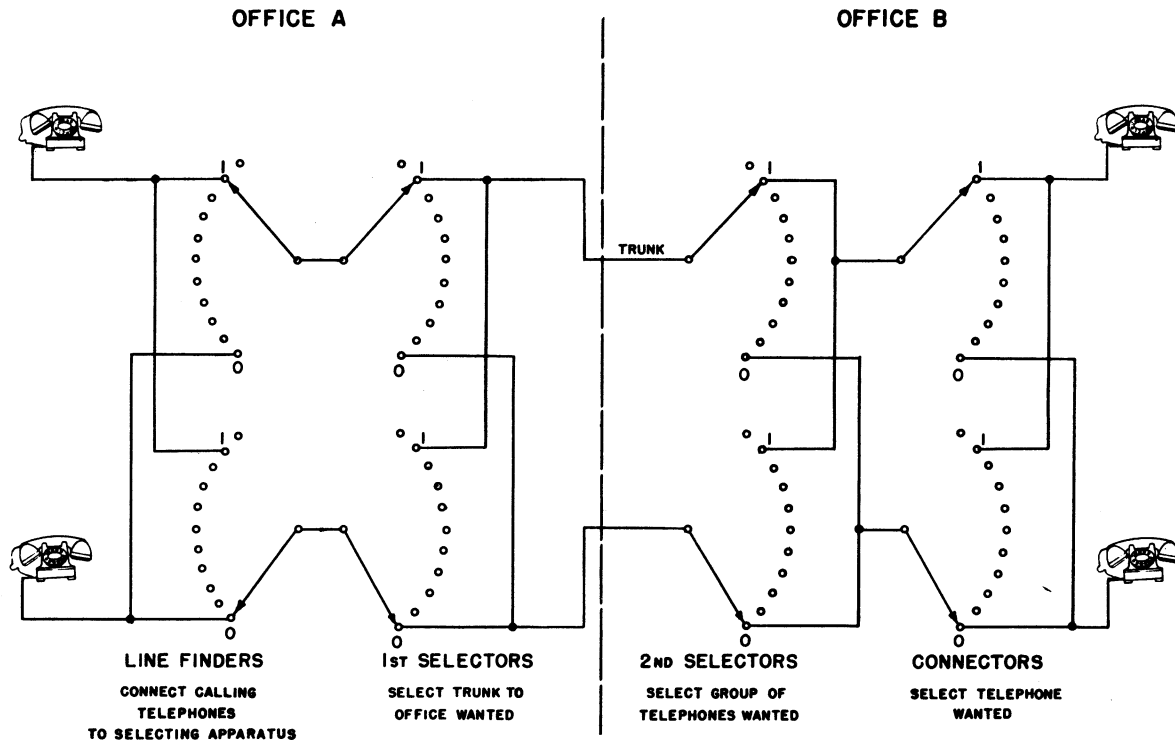 OFFICE A
OFFICE B
1
1
1
1
TRUNK
0
0
0
0
1
1
1
1
0
0
0
0
LINE FINDERS
CONNECT CALLING
TELEPHONES
TO SELECTING APPARATUS
1ST SELECTORS
SELECT TRUNK TO
OFFICE WANTED
2ND SELECTORS
SELECT GROUP OF
TELEPHONES WANTED
CONNECTORS
SELECT TELEPHONE
WANTED